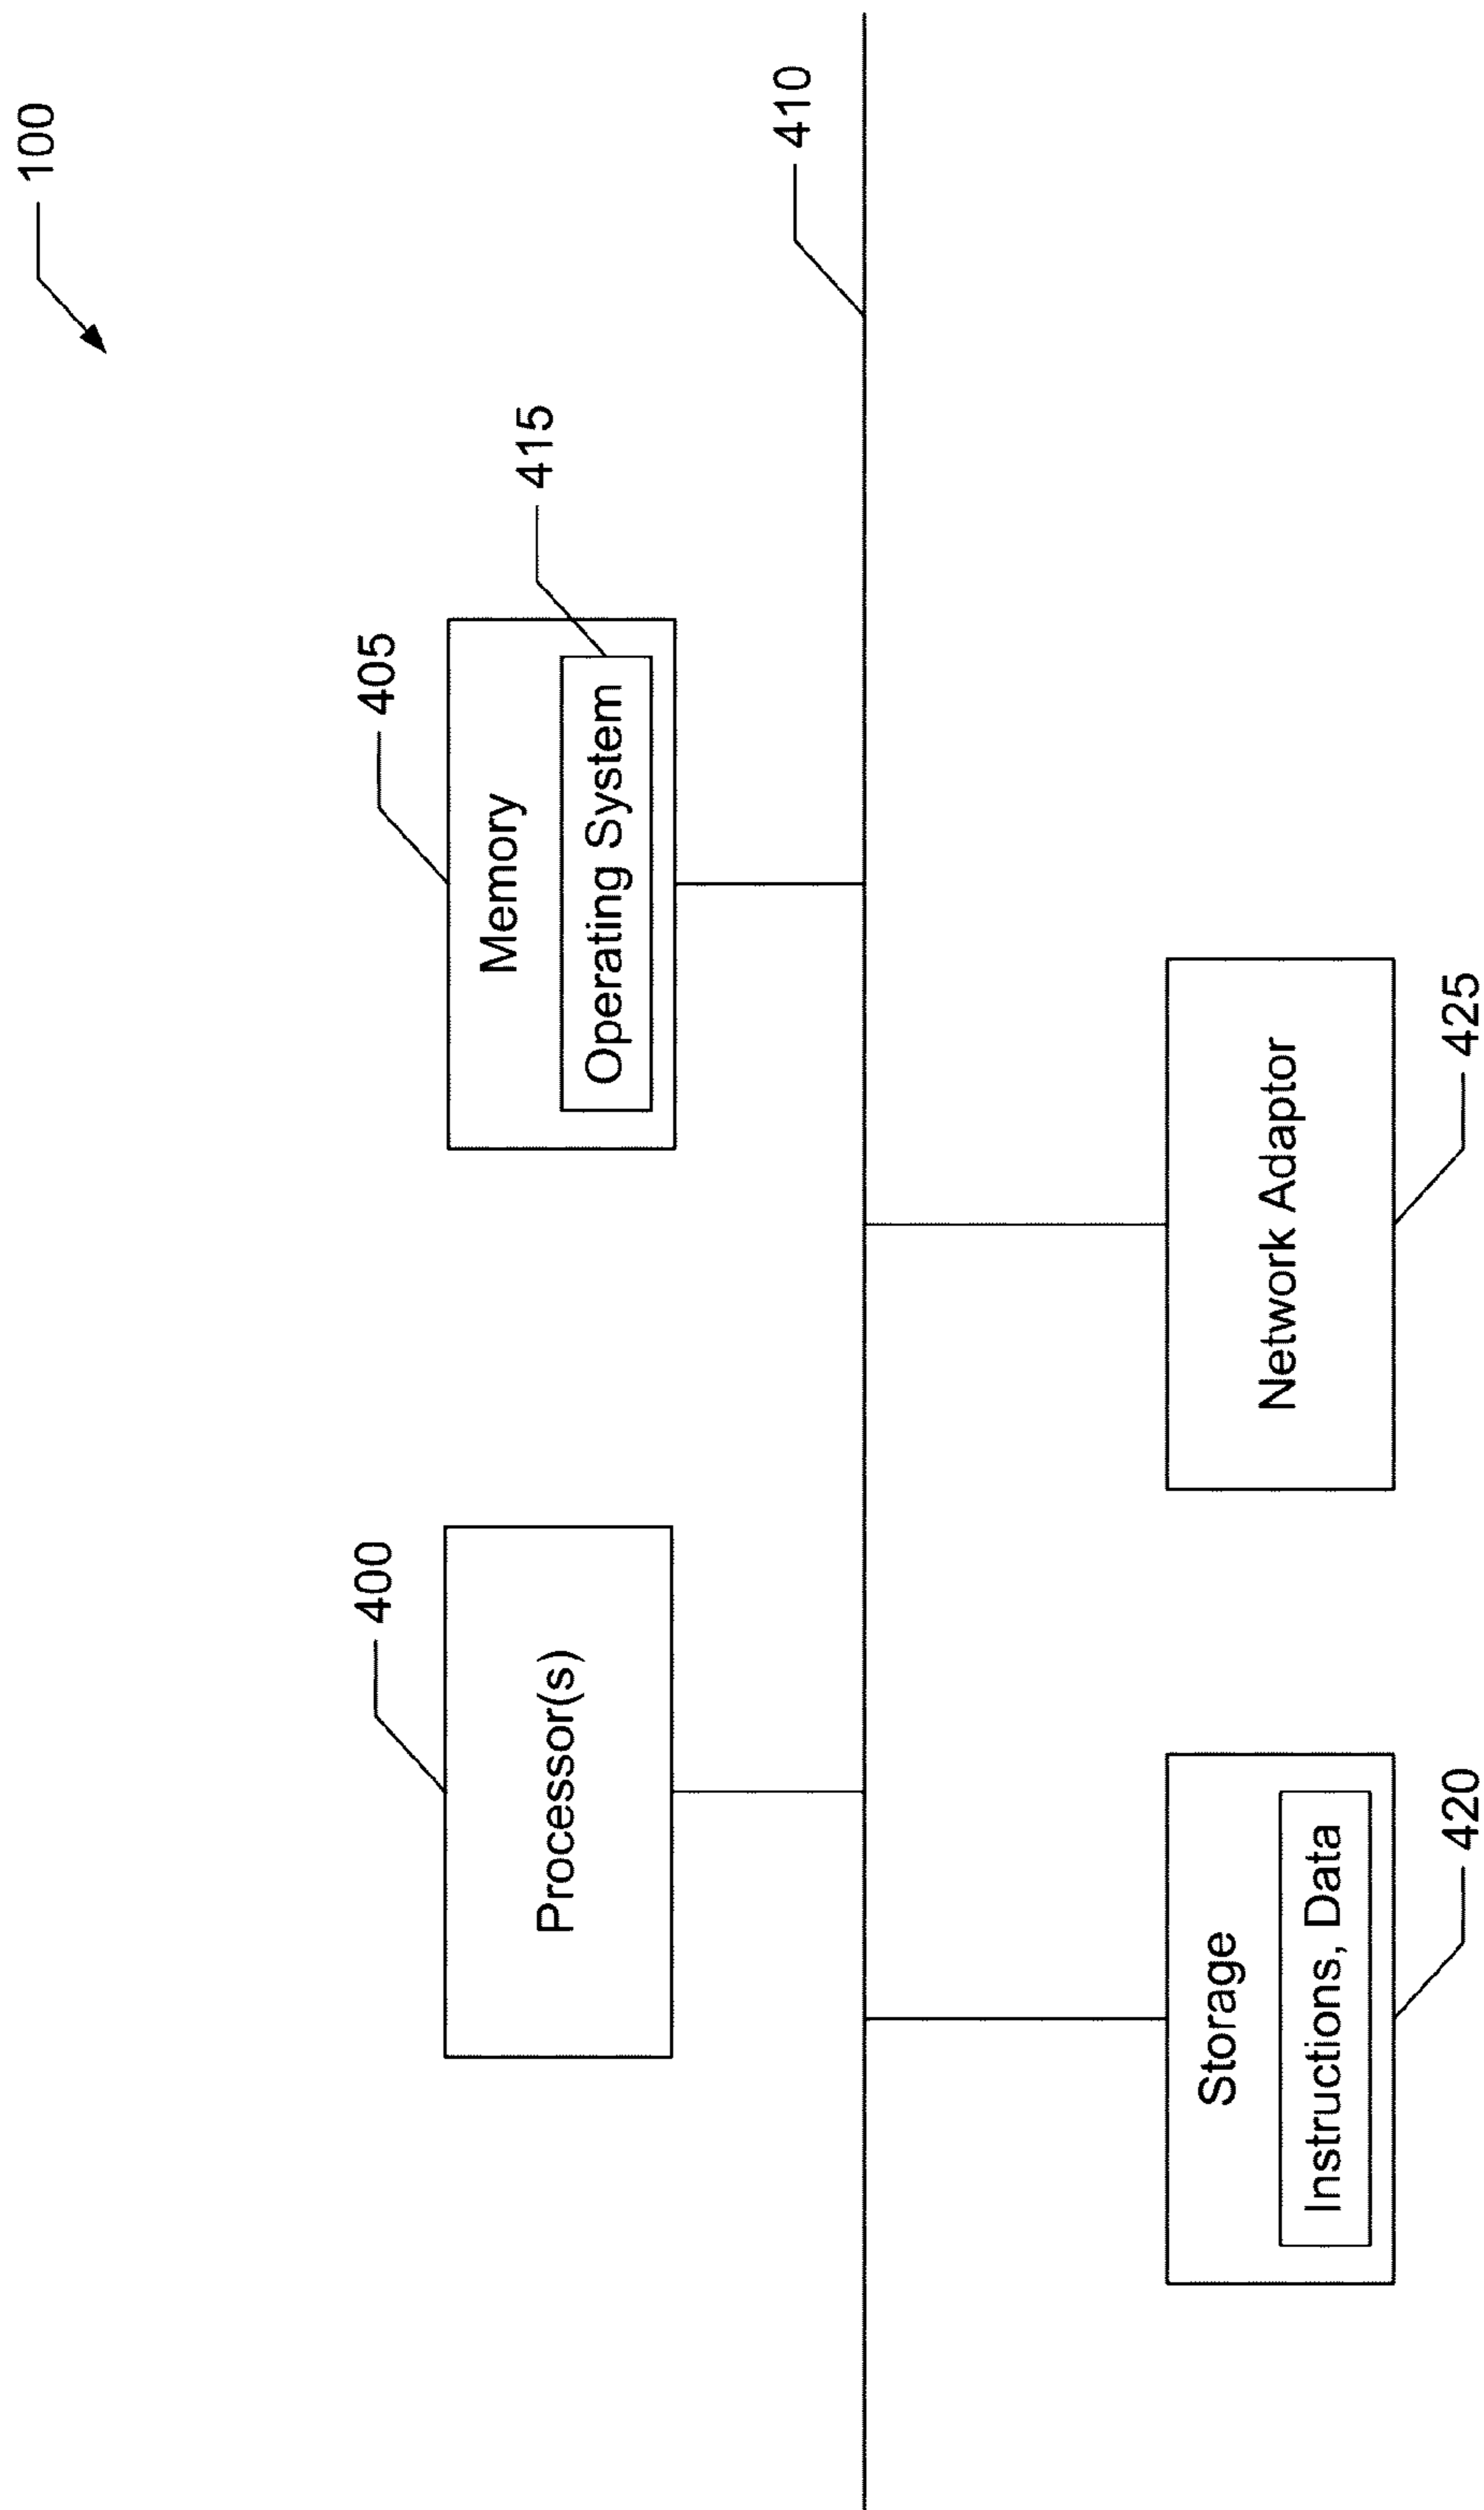 100
400
Processor(s)
405
Memory
415
Operating System
410
Storage
Instructions, Data
420
Network Adaptor
425